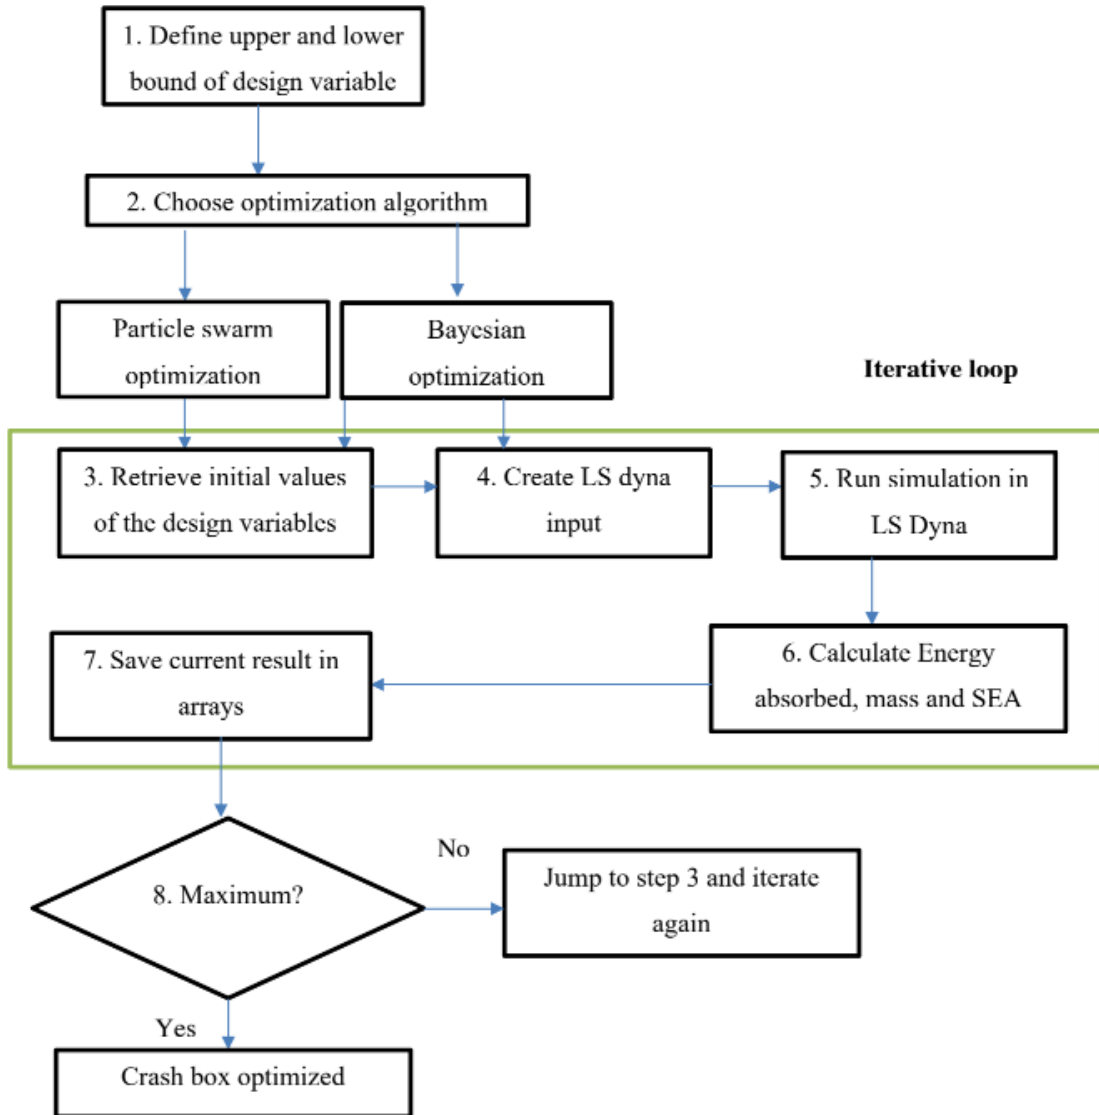 1. Define upper and lower
bound of design variable
2. Choose optimization algorithm
Particle swarm
optimization
Bayesian
optimization
Iterative loop
3. Retrieve initial values
of the design variables
4. Create LS dyna
input
5. Run simulation in
LS Dyna
6. Calculate Energy
absorbed, mass and SEA
7. Save current result in
arrays
8. Maximum?
No
Jump to step 3 and iterate
again
Yes
Crash box optimized